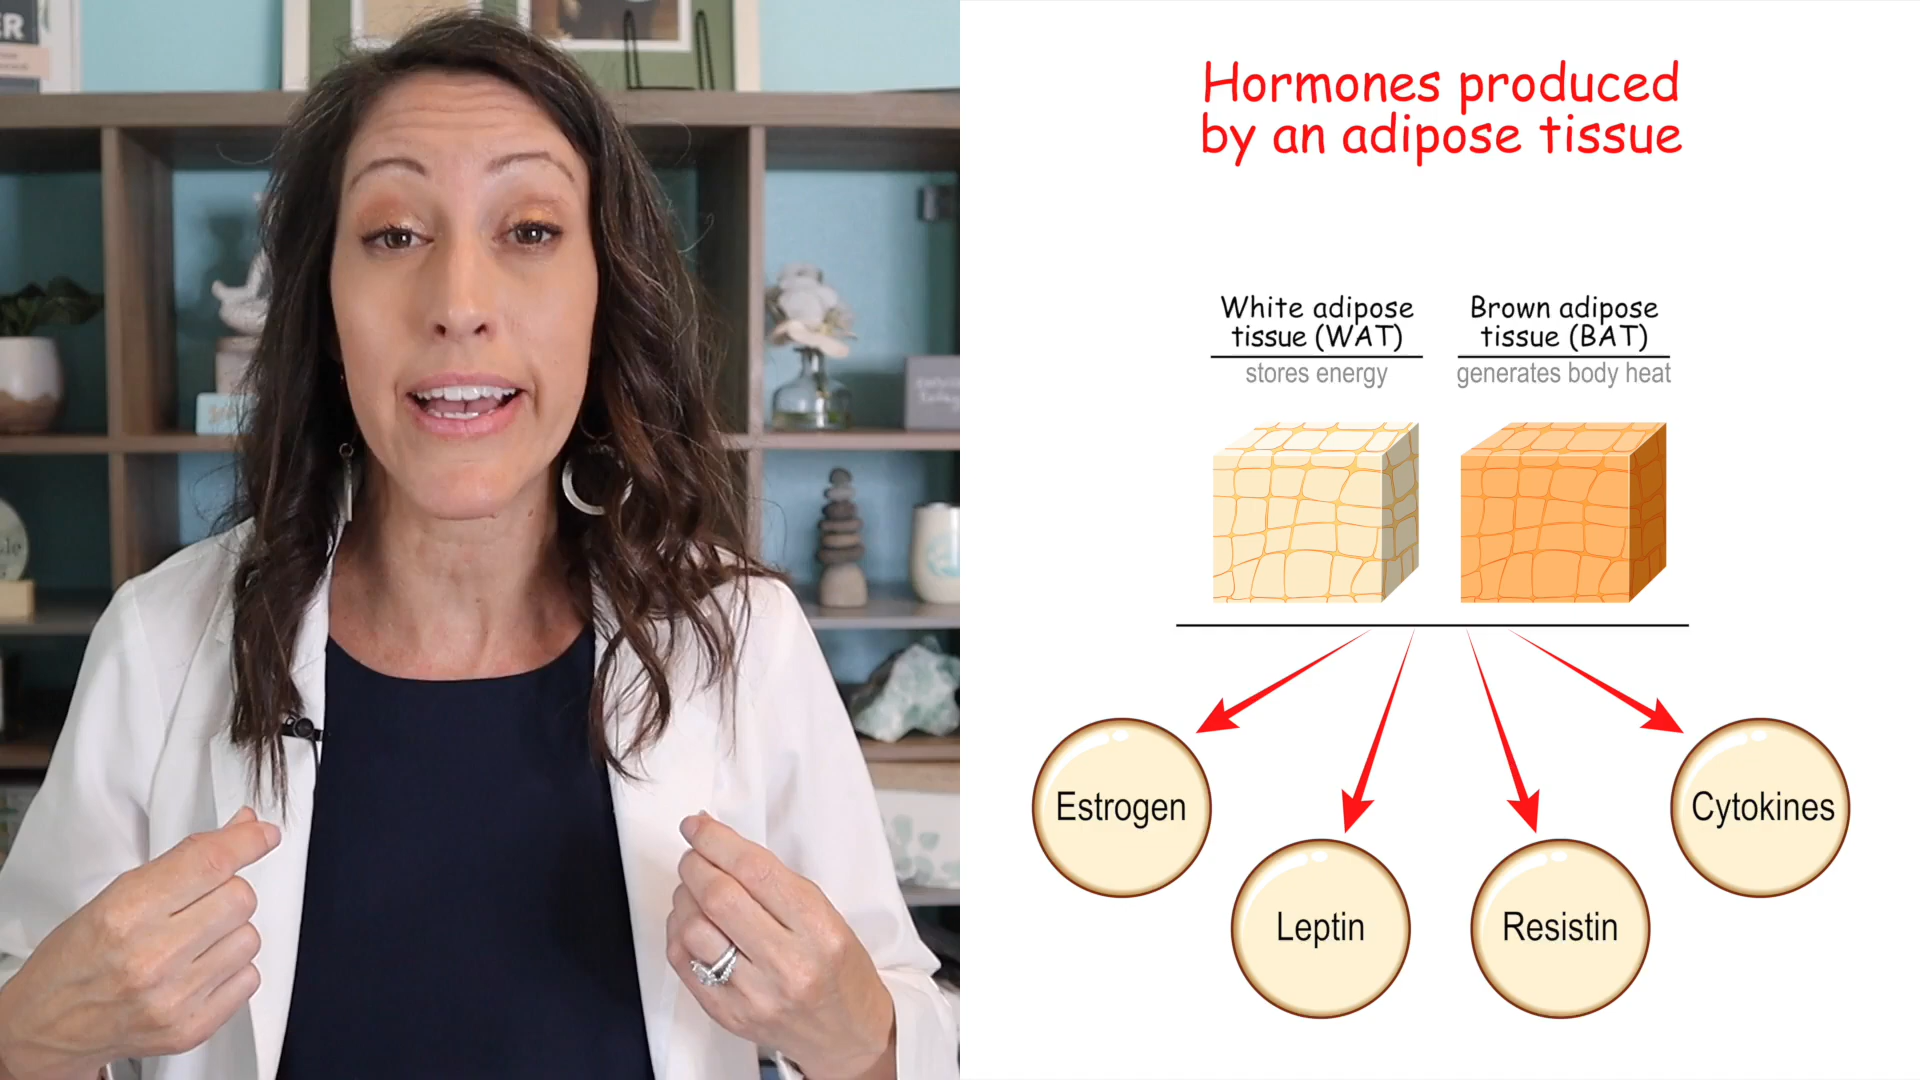 ER
Hormones produced
by an adipose tissue
White adipose
tissue (WAT)
stores energy
Brown adipose
tissue (BAT)
generates body heat
Estrogen
Cytokines
Leptin
Resistin